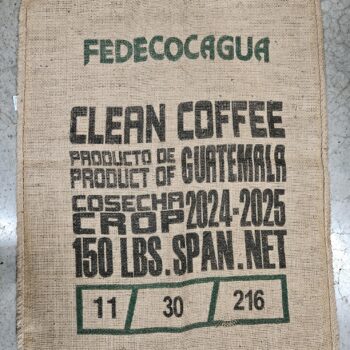 FEDECOCAGUA
CLEAN COFFEE
PRODUCTO DE
PRODUCT OF GUATEMALA
COSECHA
CROP 2024-2025
150 LBS. SPAN. NET
11 30 216